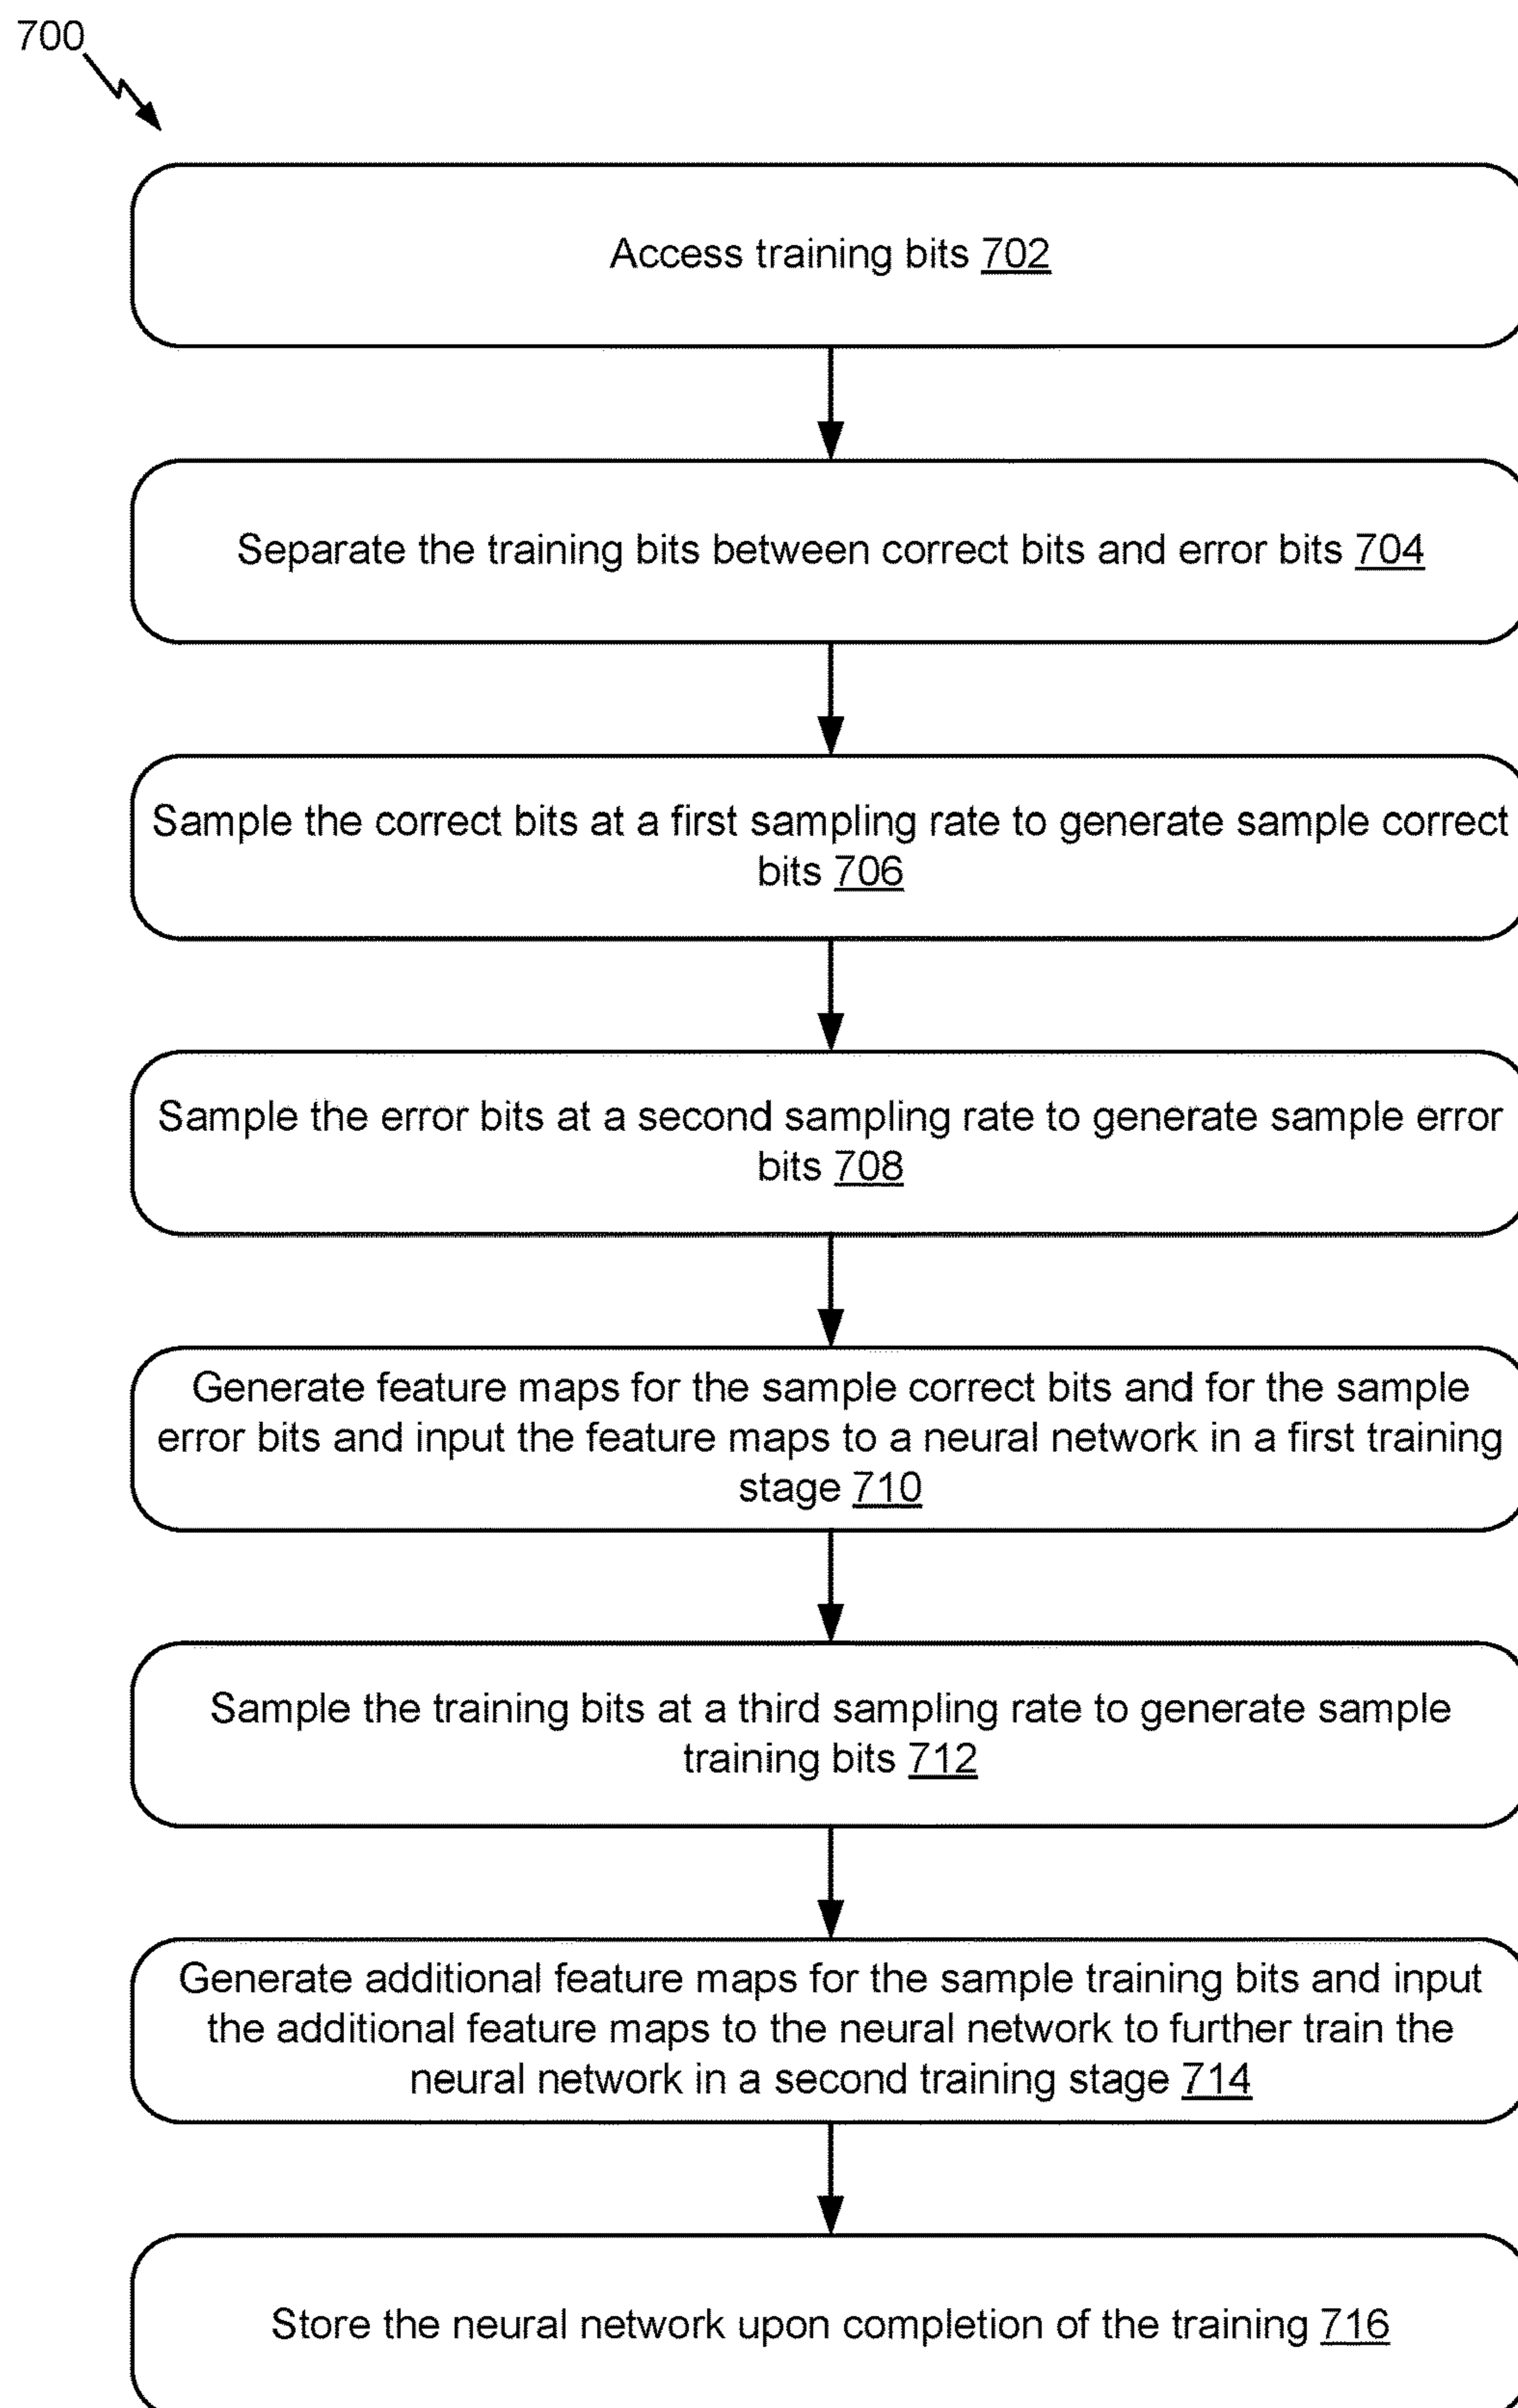 700
Access training bits 702
Separate the training bits between correct bits and error bits 704
Sample the correct bits at a first sampling rate to generate sample correct
bits 706
Sample the error bits at a second sampling rate to generate sample error
bits 708
Generate feature maps for the sample correct bits and for the sample
error bits and input the feature maps to a neural network in a first training
stage 710
Sample the training bits at a third sampling rate to generate sample
training bits 712
Generate additional feature maps for the sample training bits and input
the additional feature maps to the neural network to further train the
neural network in a second training stage 714
Store the neural network upon completion of the training 716